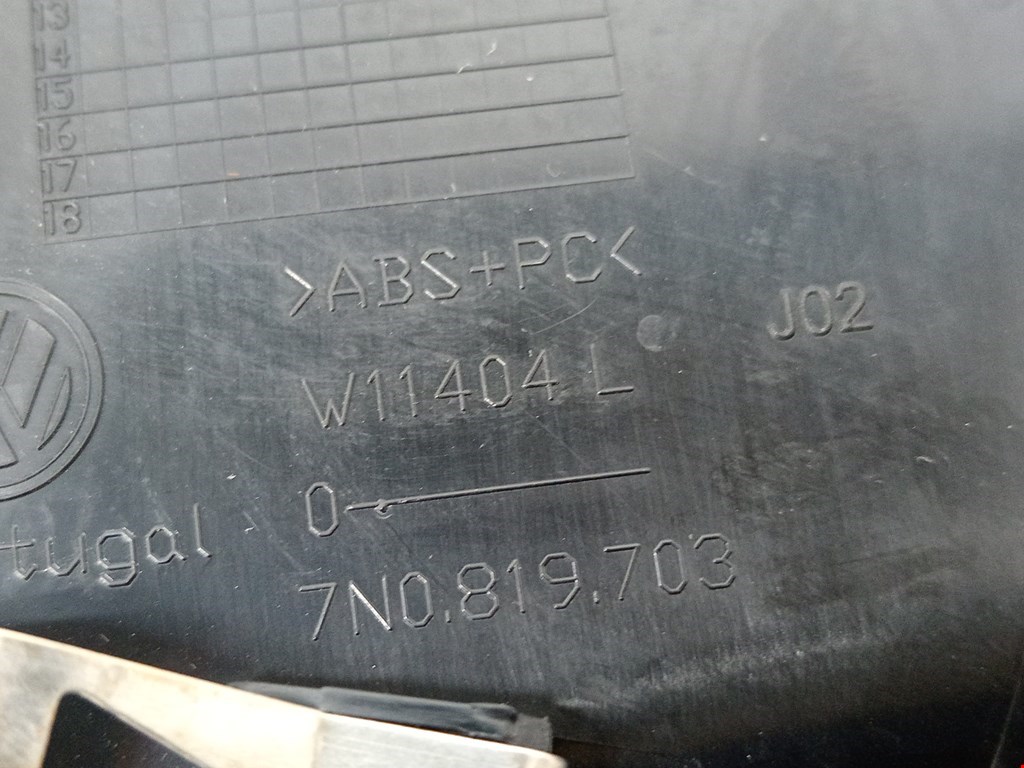 13
14
15
16
17
18
>ABS+PC<
J02
W11404 L
0
tugal
7N0.819.703